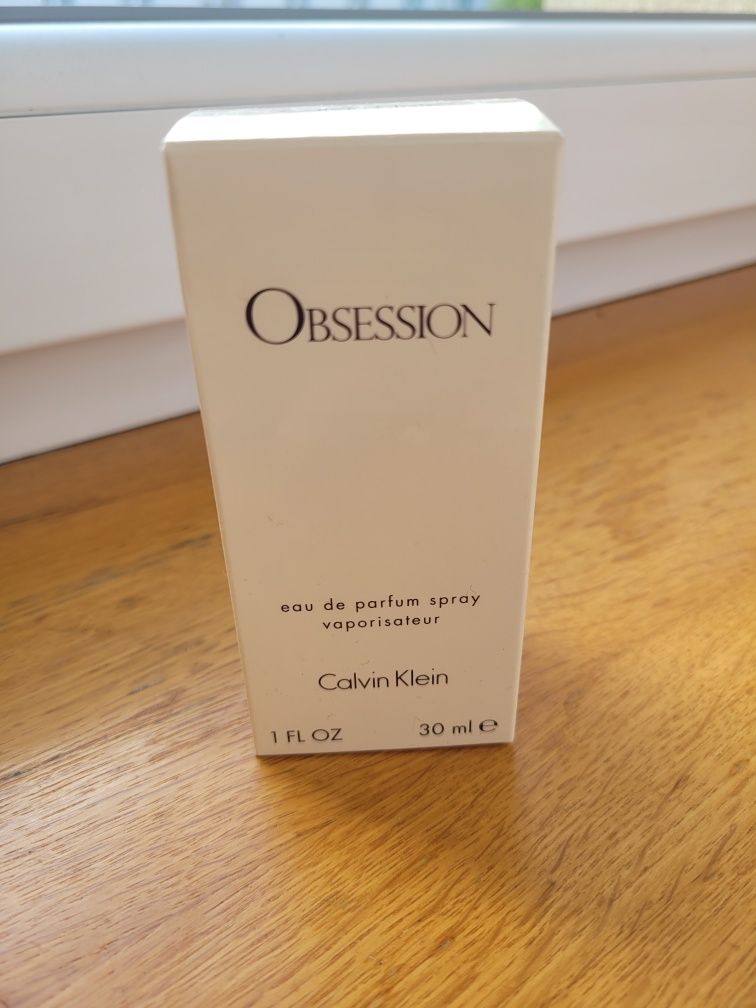 OBSESSION
eau de parfum spray
vaporisateur
Calvin Klein
1 FL OZ 30 ml ℮